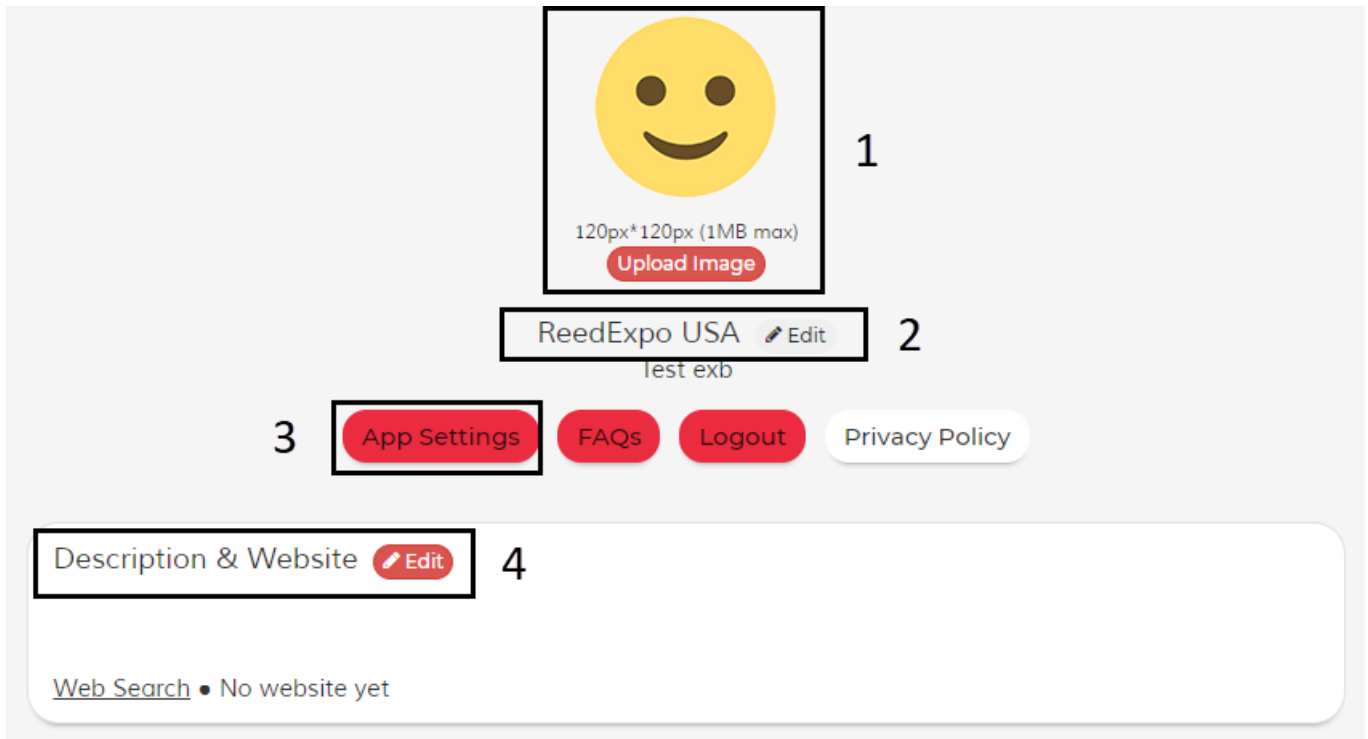 1
120px*120px (1MB max)
Upload Image
ReedExpo USA Edit 2
Test exb
3 App Settings FAQs Logout Privacy Policy
Description & Website Edit 4
Web Search ● No website yet